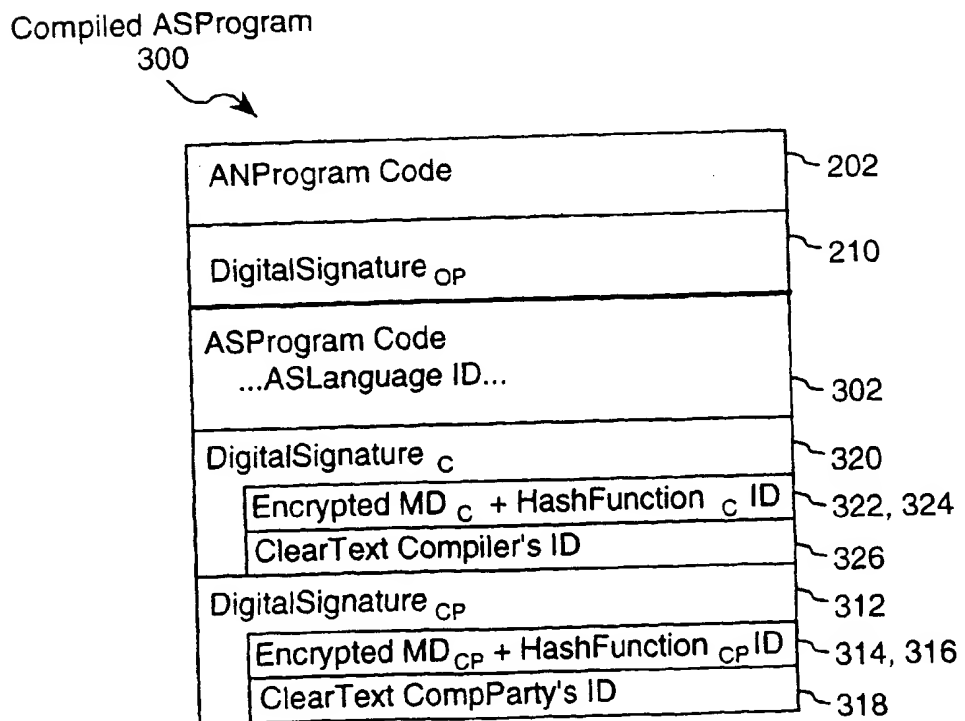 Compiled ASProgram
300
ANProgram Code
202
DigitalSignature OP
210
ASProgram Code
...ASLanguage ID...
302
DigitalSignature C
320
Encrypted MD C + HashFunction C ID
322, 324
ClearText Compiler's ID
326
DigitalSignature CP
312
Encrypted MD CP + HashFunction CP ID
314, 316
ClearText CompParty's ID
318